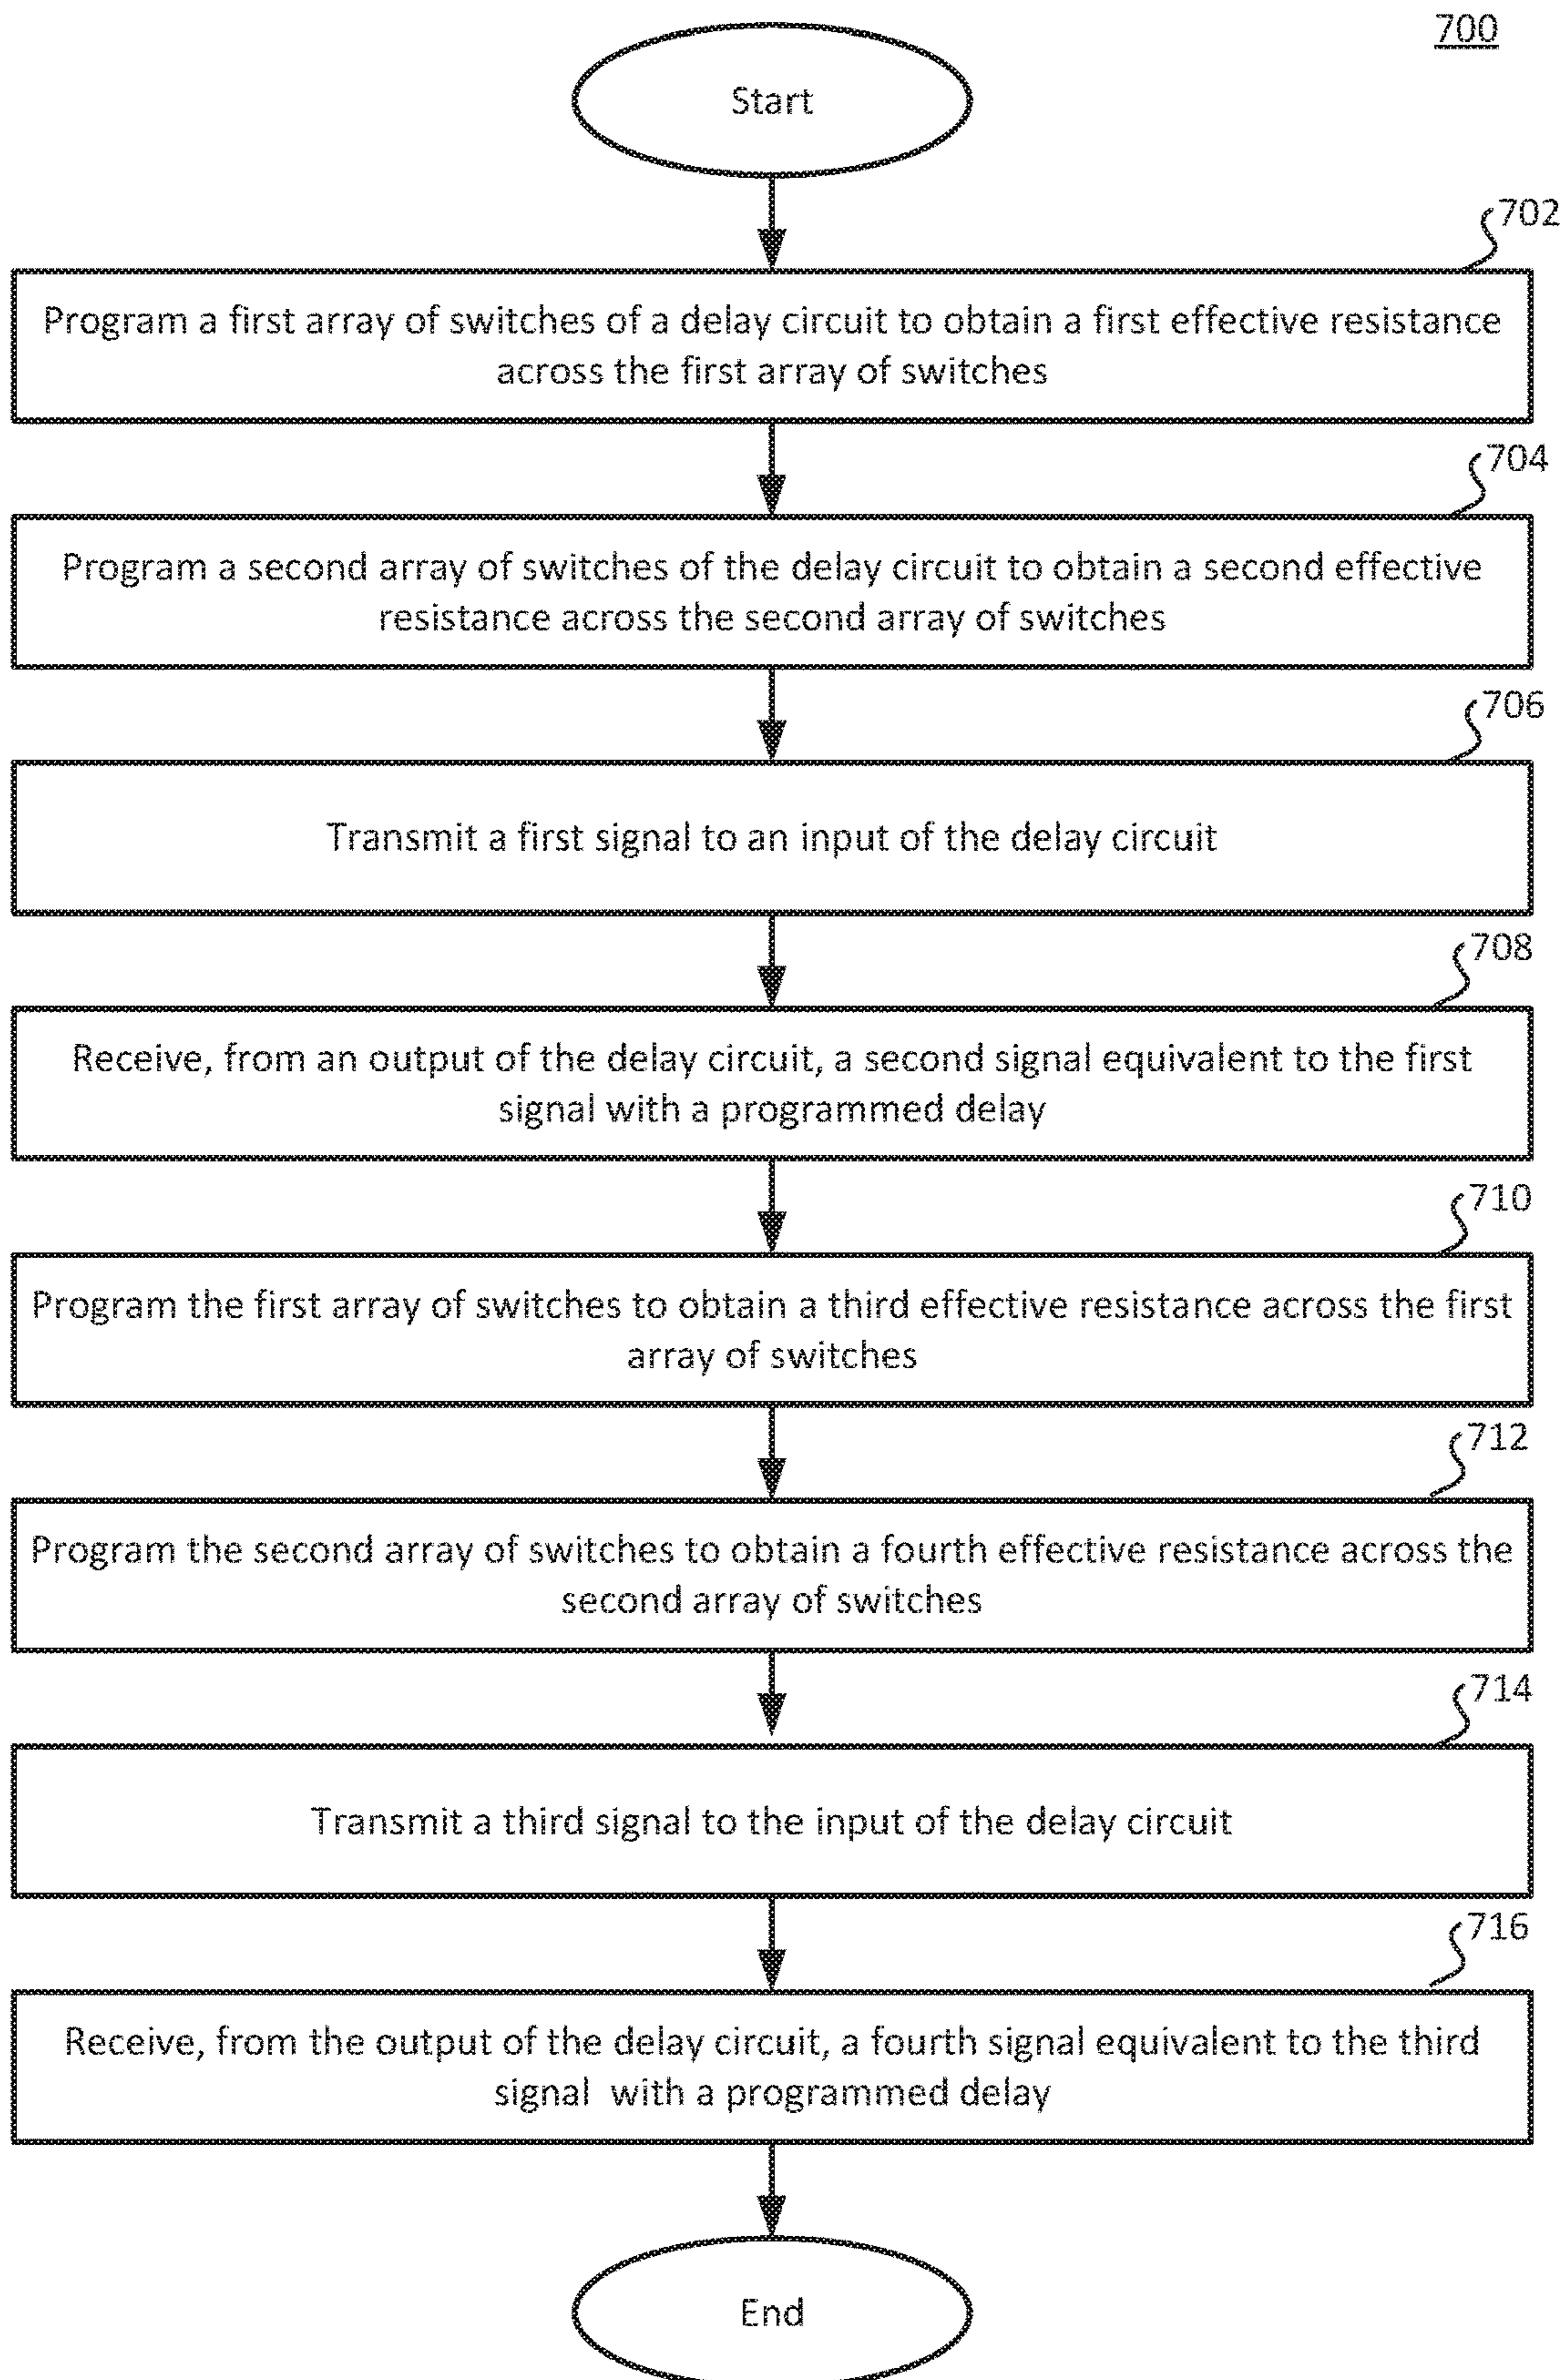 700
Start
702
Program a first array of switches of a delay circuit to obtain a first effective resistance
across the first array of switches
704
Program a second array of switches of the delay circuit to obtain a second effective
resistance across the second array of switches
706
Transmit a first signal to an input of the delay circuit
708
Receive, from an output of the delay circuit, a second signal equivalent to the first
signal with a programmed delay
710
Program the first array of switches to obtain a third effective resistance across the first
array of switches
712
Program the second array of switches to obtain a fourth effective resistance across the
second array of switches
714
Transmit a third signal to the input of the delay circuit
716
Receive, from the output of the delay circuit, a fourth signal equivalent to the third
signal with a programmed delay
End